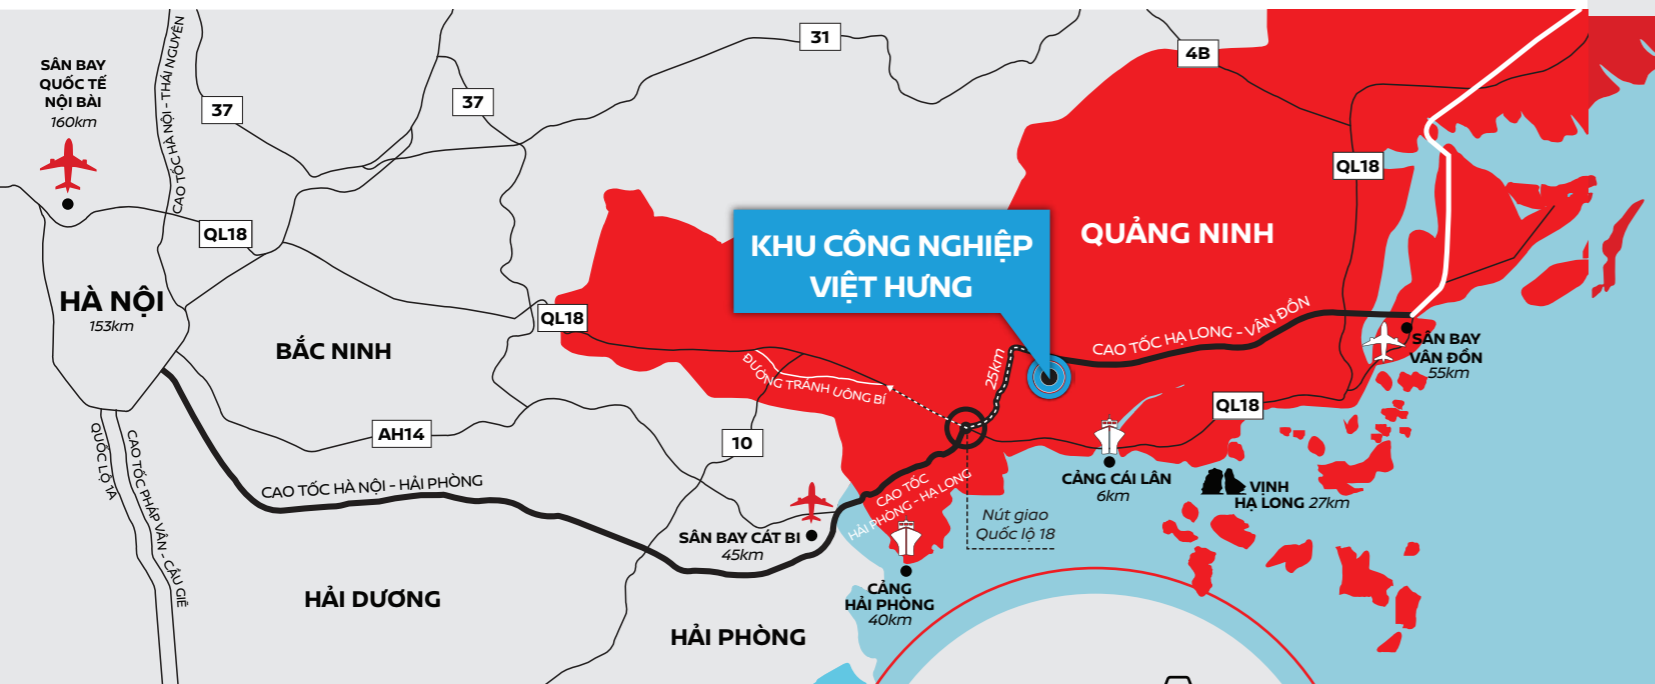 SÂN BAY
QUỐC TẾ
NỘI BÀI
160km
CAO TỐC HÀ NỘI - THÁI NGUYÊN
37
37
31
4B
QL18
QL18
HÀ NỘI
153km
BẮC NINH
QL18
KHU CÔNG NGHIỆP
VIỆT HƯNG
QUẢNG NINH
CAO TỐC HẠ LONG - VÂN ĐỒN
25km
ĐƯỜNG TRÁNH UÔNG BÍ
SÂN BAY
VÂN ĐỒN
55km
QL18
AH14
10
QUỐC LỘ 1A
CAO TỐC PHÁP VÂN - CẦU GIẼ
CAO TỐC HÀ NỘI - HẢI PHÒNG
CAO TỐC
HẢI PHÒNG - HẠ LONG
CẢNG CÁI LÂN
6km
VỊNH
HẠ LONG 27km
Nút giao
Quốc lộ 18
SÂN BAY CÁT BI
45km
CẢNG
HẢI PHÒNG
40km
HẢI DƯƠNG
HẢI PHÒNG